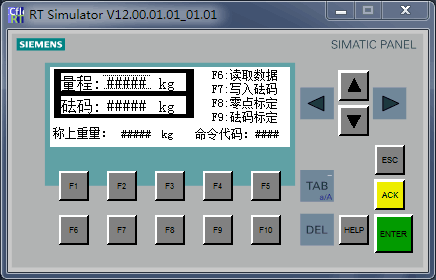 RT Simulator V12.00.01.01_01.01
SIEMENS
SIMATIC PANEL
量程: ##### kg
砝码: ##### kg
称上重量: ##### kg
F6:读取数据
F7:写入砝码
F8:零点标定
F9:砝码标定
命令代码: ####
ESC
F1 F2 F3 F4 F5
TAB
a/A
ACK
F6 F7 F8 F9 F10
DEL
HELP
ENTER